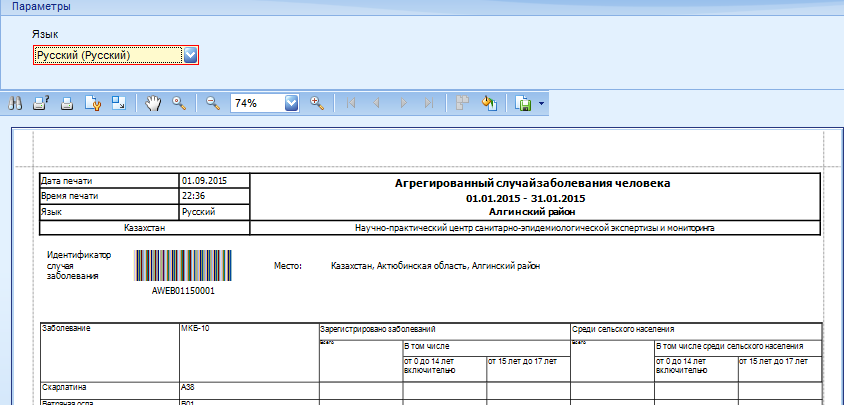 Параметры
Язык
Русский (Русский)
74%
Дата печати 01.09.2015
Время печати 22:36
Язык Русский
Агрегированный случай заболевания человека
01.01.2015 - 31.01.2015
Алгинский район
Казахстан
Научно-практический центр санитарно-эпидемиологической экспертизы и мониторинга
Идентификатор
случая
заболевания
AWEB01150001
Место: Казахстан, Актюбинская область, Алгинский район
Заболевание МКБ-10 Зарегистрировано заболеваний Среди сельского населения
Всего В том числе Всего В том числе среди сельского населения
от 0 до 14 лет включительно от 15 лет до 17 лет от 0 до 14 лет включительно от 15 лет до 17 лет
Скарлатина A38
Ветряная оспа B01